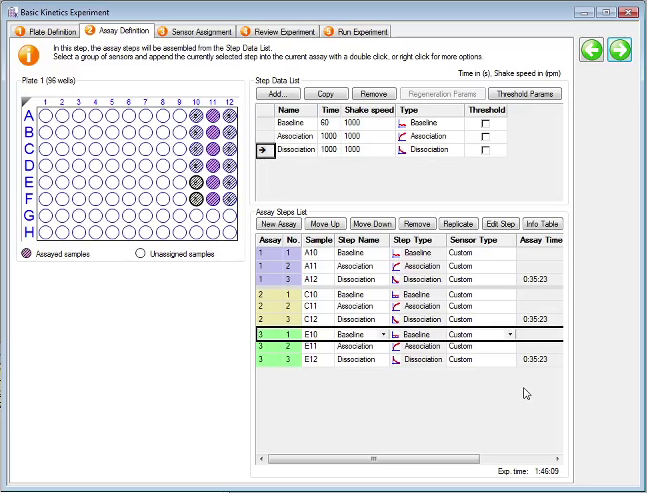 Basic Kinetics Experiment
1 Plate Definition 2 Assay Definition 3 Sensor Assignment 4 Review Experiment 5 Run Experiment
In this step, the assay steps will be assembled from the Step Data List.
Select a group of sensors and append the currently selected step into the current assay with a double click, or right click for more options.
Time in (s), Shake speed in (rpm)
Plate 1 (96 wells)
1 2 3 4 5 6 7 8 9 10 11 12
A
B
C
D
E
F
G
H
Assayed samples Unassigned samples
Step Data List
Add... Copy Remove Regeneration Params Threshold Params
Name Time Shake speed Type Threshold
Baseline 60 1000 Baseline
Association 1000 1000 Association
Dissociation 1000 1000 Dissociation
Assay Steps List
New Assay Move Up Move Down Remove Replicate Edit Step Info Table
Assay No. Sample Step Name Step Type Sensor Type Assay Time
1 1 A10 Baseline Baseline Custom
1 2 A11 Association Association Custom
1 3 A12 Dissociation Dissociation Custom 0:35:23
2 1 C10 Baseline Baseline Custom
2 2 C11 Association Association Custom
2 3 C12 Dissociation Dissociation Custom 0:35:23
3 1 E10 Baseline Baseline Custom
3 2 E11 Association Association Custom
3 3 E12 Dissociation Dissociation Custom 0:35:23
Exp. time: 1:46:09